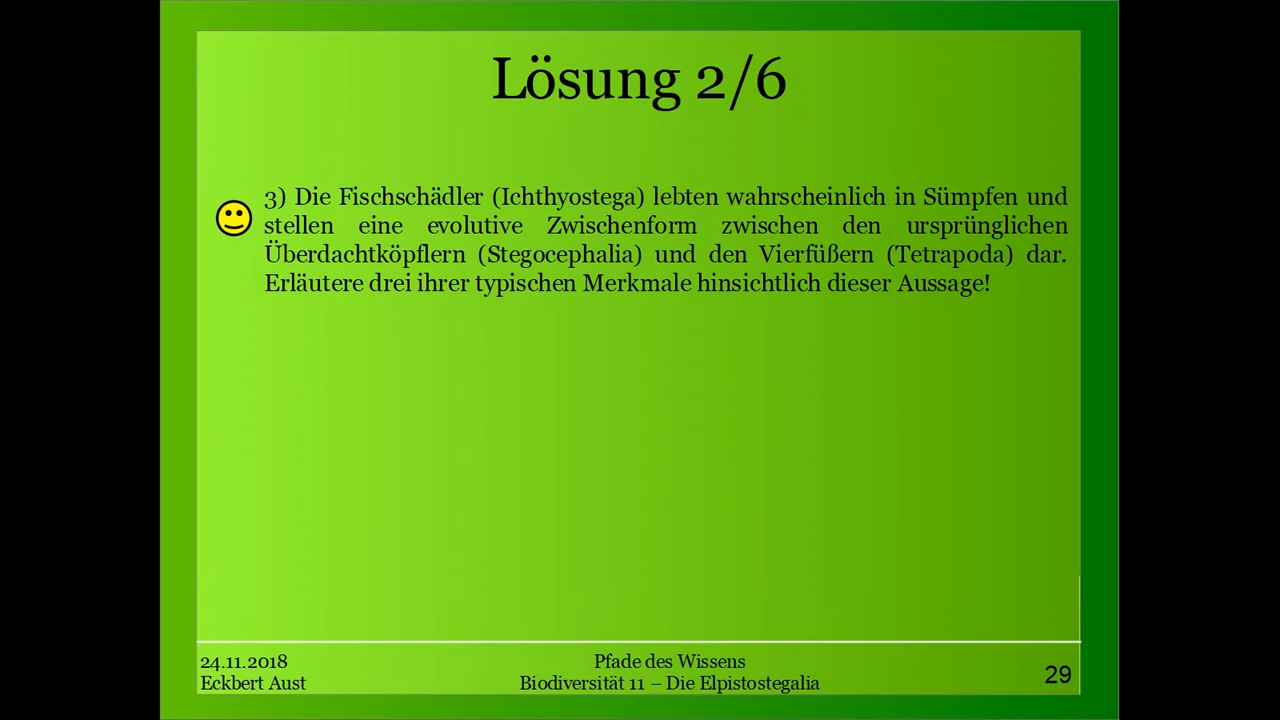 Lösung 2/6
3) Die Fischschädler (Ichthyostega) lebten wahrscheinlich in Sümpfen und
stellen eine evolutive Zwischenform zwischen den ursprünglichen
Überdachtköpflern (Stegocephalia) und den Vierfüßern (Tetrapoda) dar.
Erläutere drei ihrer typischen Merkmale hinsichtlich dieser Aussage!
24.11.2018
Eckbert Aust
Pfade des Wissens
Biodiversität 11 – Die Elpistostegalia
29